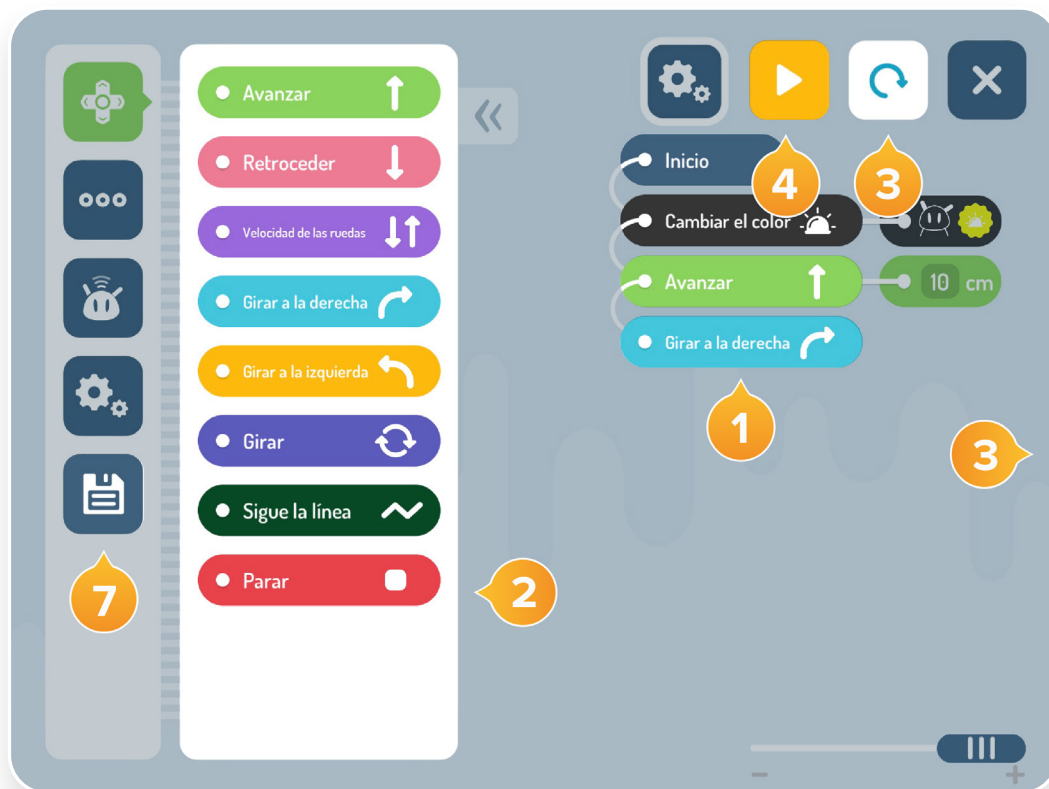 Avanzar
Retroceder
Velocidad de las ruedas
Girar a la derecha
Girar a la izquierda
Girar
Sigue la línea
Parar
7
2
Inicio
4
3
Cambiar el color
Avanzar
10 cm
Girar a la derecha
1
3
- +